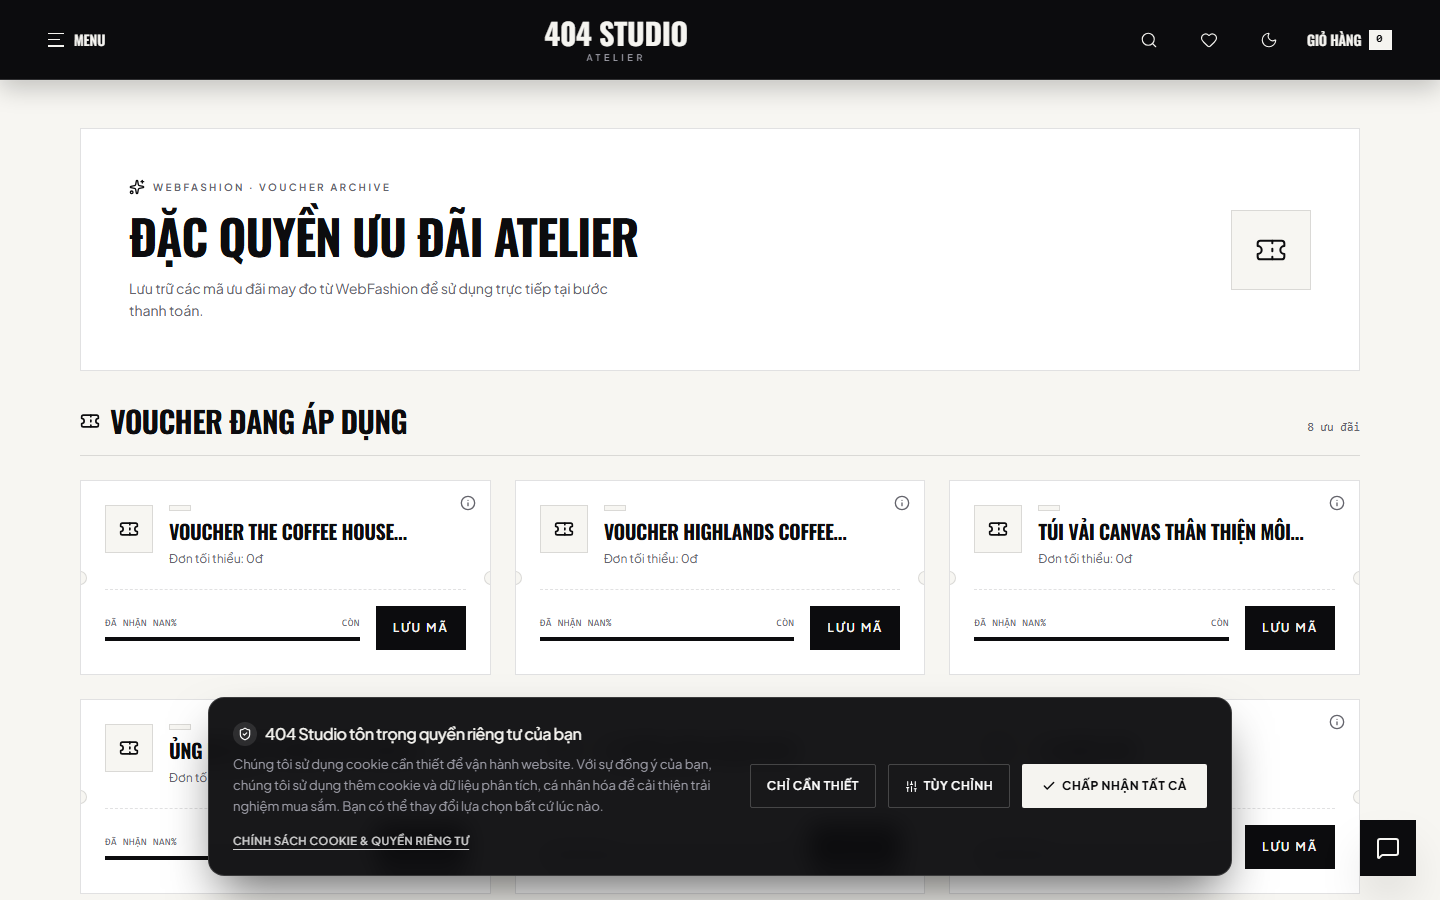 MENU
404 STUDIO
ATELIER
GIỎ HÀNG 0
WEBFASHION · VOUCHER ARCHIVE
ĐẶC QUYỀN ƯU ĐÃI ATELIER
Lưu trữ các mã ưu đãi may đo từ WebFashion để sử dụng trực tiếp tại bước
thanh toán.
VOUCHER ĐANG ÁP DỤNG
8 ưu đãi
VOUCHER THE COFFEE HOUSE...
Đơn tối thiểu: 0đ
ĐÃ NHẬN NAN%
CÒN
LƯU MÃ
VOUCHER HIGHLANDS COFFEE...
Đơn tối thiểu: 0đ
ĐÃ NHẬN NAN%
CÒN
LƯU MÃ
TÚI VẢI CANVAS THÂN THIỆN MÔI...
Đơn tối thiểu: 0đ
ĐÃ NHẬN NAN%
CÒN
LƯU MÃ
ỦNG
Đơn tố
ĐÃ NHẬN NAN%
LƯU MÃ
404 Studio tôn trọng quyền riêng tư của bạn
Chúng tôi sử dụng cookie cần thiết để vận hành website. Với sự đồng ý của bạn,
chúng tôi sử dụng thêm cookie và dữ liệu phân tích, cá nhân hóa để cải thiện trải
nghiệm mua sắm. Bạn có thể thay đổi lựa chọn bất cứ lúc nào.
CHÍNH SÁCH COOKIE & QUYỀN RIÊNG TƯ
CHỈ CẦN THIẾT
TÙY CHỈNH
CHẤP NHẬN TẤT CẢ